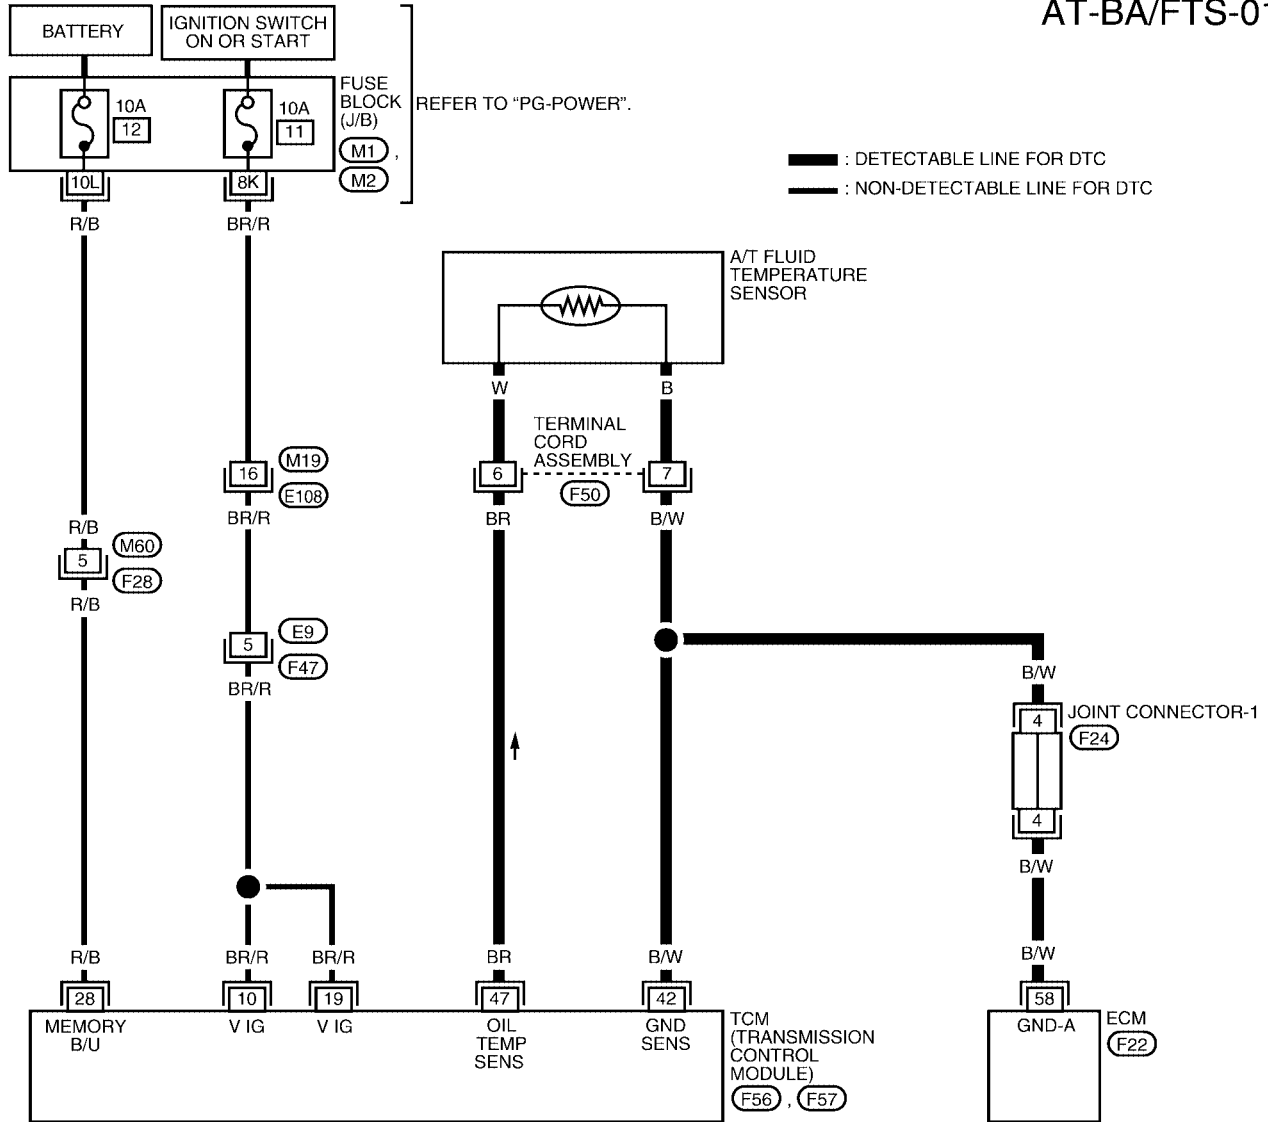 AT-BA/FTS-01
BATTERY
IGNITION SWITCH
ON OR START
FUSE
BLOCK
(J/B)
REFER TO “PG-POWER”.
10A
12
10A
11
M1 ,
M2
10L
8K
R/B
BR/R
: DETECTABLE LINE FOR DTC
: NON-DETECTABLE LINE FOR DTC
A/T FLUID
TEMPERATURE
SENSOR
W
B
TERMINAL
CORD
ASSEMBLY
16
M19
E108
6
7
F50
BR/R
BR
B/W
R/B
5
M60
F28
R/B
5
E9
F47
BR/R
B/W
4
JOINT CONNECTOR-1
F24
4
B/W
R/B
BR/R
BR/R
BR
B/W
B/W
28
10
19
47
42
58
MEMORY
B/U
V IG
V IG
OIL
TEMP
SENS
GND
SENS
TCM
(TRANSMISSION
CONTROL
MODULE)
F56 , F57
GND-A
ECM
F22